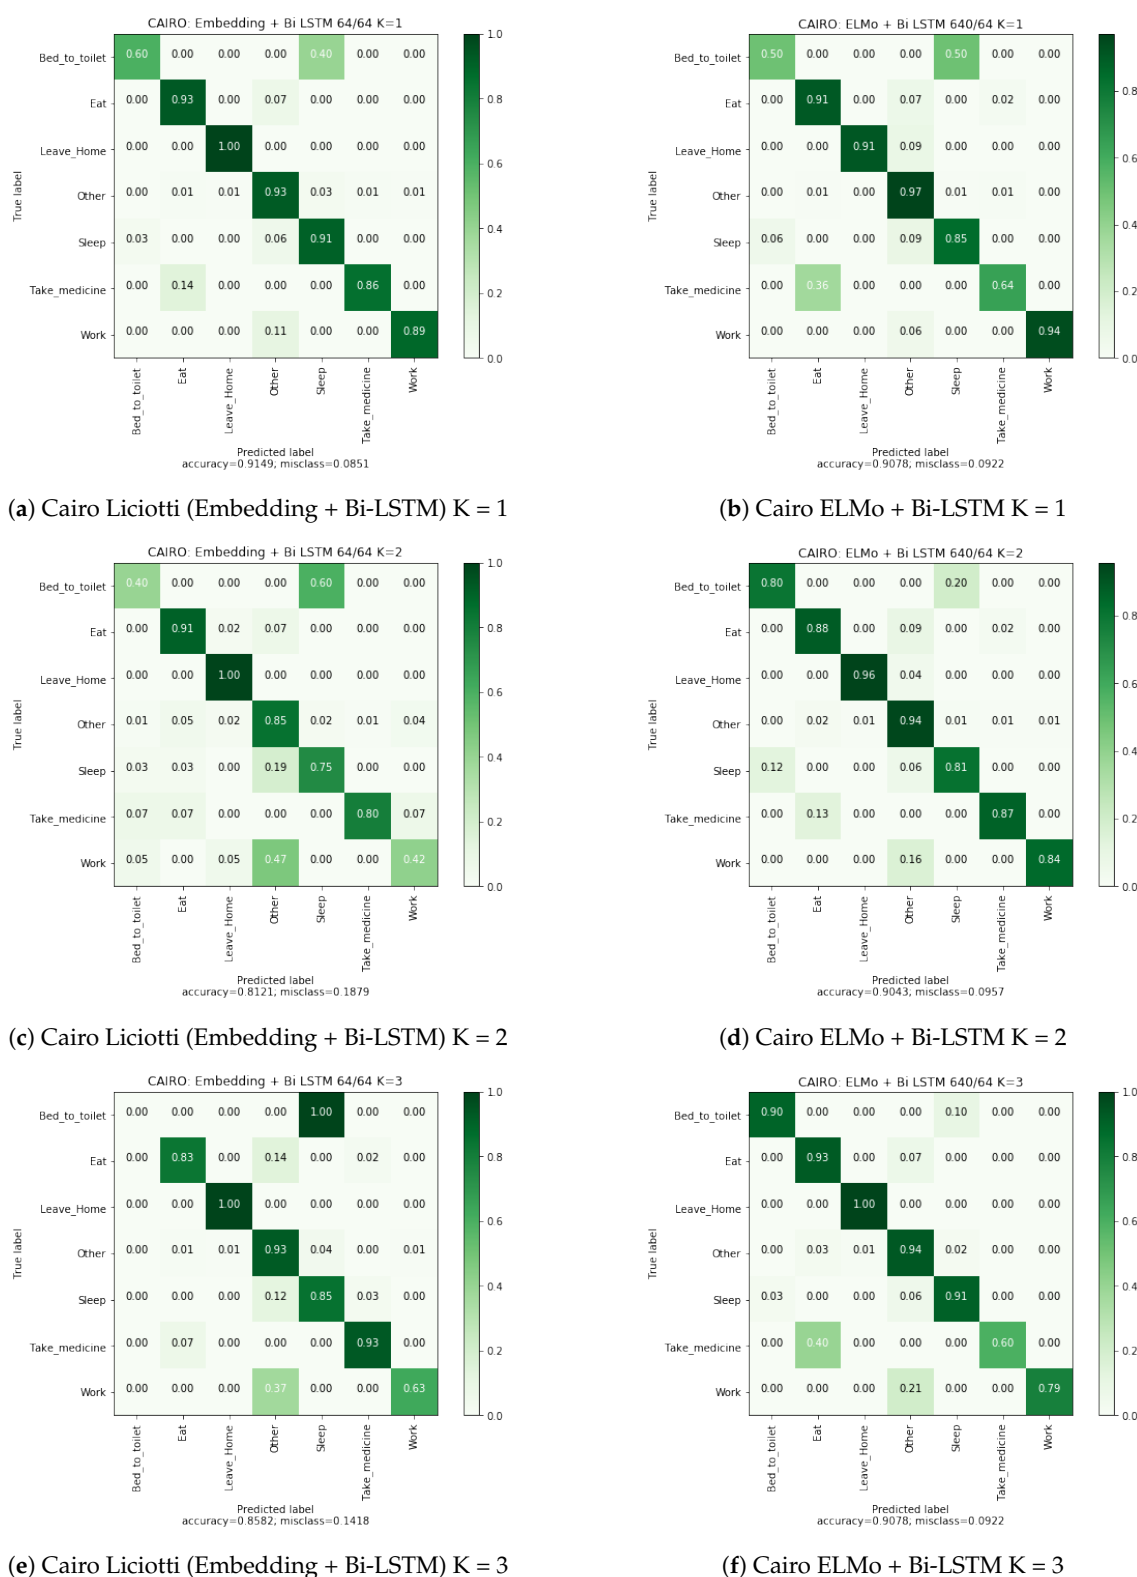 CAIRO: Embedding + Bi LSTM 64/64 K=1
True label
Bed_to_toilet 0.60 0.00 0.00 0.00 0.40 0.00 0.00
Eat 0.00 0.93 0.00 0.07 0.00 0.00 0.00
Leave_Home 0.00 0.00 1.00 0.00 0.00 0.00 0.00
Other 0.00 0.01 0.01 0.93 0.03 0.01 0.01
Sleep 0.03 0.00 0.00 0.06 0.91 0.00 0.00
Take_medicine 0.00 0.14 0.00 0.00 0.00 0.86 0.00
Work 0.00 0.00 0.00 0.11 0.00 0.00 0.89
1.0
0.8
0.6
0.4
0.2
0.0
Bed_to_toilet Eat Leave_Home Other Sleep Take_medicine Work
Predicted label
accuracy=0.9149; misclass=0.0851
(a) Cairo Liciotti (Embedding + Bi-LSTM) K = 1
CAIRO: ELMo + Bi LSTM 640/64 K=1
True label
Bed_to_toilet 0.50 0.00 0.00 0.00 0.50 0.00 0.00
Eat 0.00 0.91 0.00 0.07 0.00 0.02 0.00
Leave_Home 0.00 0.00 0.91 0.09 0.00 0.00 0.00
Other 0.00 0.01 0.00 0.97 0.01 0.01 0.00
Sleep 0.06 0.00 0.00 0.09 0.85 0.00 0.00
Take_medicine 0.00 0.36 0.00 0.00 0.00 0.64 0.00
Work 0.00 0.00 0.00 0.06 0.00 0.00 0.94
0.8
0.6
0.4
0.2
0.0
Bed_to_toilet Eat Leave_Home Other Sleep Take_medicine Work
Predicted label
accuracy=0.9078; misclass=0.0922
(b) Cairo ELMo + Bi-LSTM K = 1
CAIRO: Embedding + Bi LSTM 64/64 K=2
True label
Bed_to_toilet 0.40 0.00 0.00 0.00 0.60 0.00 0.00
Eat 0.00 0.91 0.02 0.07 0.00 0.00 0.00
Leave_Home 0.00 0.00 1.00 0.00 0.00 0.00 0.00
Other 0.01 0.05 0.02 0.85 0.02 0.01 0.04
Sleep 0.03 0.03 0.00 0.19 0.75 0.00 0.00
Take_medicine 0.07 0.07 0.00 0.00 0.00 0.80 0.07
Work 0.05 0.00 0.05 0.47 0.00 0.00 0.42
1.0
0.8
0.6
0.4
0.2
0.0
Bed_to_toilet Eat Leave_Home Other Sleep Take_medicine Work
Predicted label
accuracy=0.8121; misclass=0.1879
(c) Cairo Liciotti (Embedding + Bi-LSTM) K = 2
CAIRO: ELMo + Bi LSTM 640/64 K=2
True label
Bed_to_toilet 0.80 0.00 0.00 0.00 0.20 0.00 0.00
Eat 0.00 0.88 0.00 0.09 0.00 0.02 0.00
Leave_Home 0.00 0.00 0.96 0.04 0.00 0.00 0.00
Other 0.00 0.02 0.01 0.94 0.01 0.01 0.01
Sleep 0.12 0.00 0.00 0.06 0.81 0.00 0.00
Take_medicine 0.00 0.13 0.00 0.00 0.00 0.87 0.00
Work 0.00 0.00 0.00 0.16 0.00 0.00 0.84
0.8
0.6
0.4
0.2
0.0
Bed_to_toilet Eat Leave_Home Other Sleep Take_medicine Work
Predicted label
accuracy=0.9043; misclass=0.0957
(d) Cairo ELMo + Bi-LSTM K = 2
CAIRO: Embedding + Bi LSTM 64/64 K=3
True label
Bed_to_toilet 0.00 0.00 0.00 0.00 1.00 0.00 0.00
Eat 0.00 0.83 0.00 0.14 0.00 0.02 0.00
Leave_Home 0.00 0.00 1.00 0.00 0.00 0.00 0.00
Other 0.00 0.01 0.01 0.93 0.04 0.00 0.01
Sleep 0.00 0.00 0.00 0.12 0.85 0.03 0.00
Take_medicine 0.00 0.07 0.00 0.00 0.00 0.93 0.00
Work 0.00 0.00 0.00 0.37 0.00 0.00 0.63
1.0
0.8
0.6
0.4
0.2
0.0
Bed_to_toilet Eat Leave_Home Other Sleep Take_medicine Work
Predicted label
accuracy=0.8582; misclass=0.1418
(e) Cairo Liciotti (Embedding + Bi-LSTM) K = 3
CAIRO: ELMo + Bi LSTM 640/64 K=3
True label
Bed_to_toilet 0.90 0.00 0.00 0.00 0.10 0.00 0.00
Eat 0.00 0.93 0.00 0.07 0.00 0.00 0.00
Leave_Home 0.00 0.00 1.00 0.00 0.00 0.00 0.00
Other 0.00 0.03 0.01 0.94 0.02 0.00 0.00
Sleep 0.03 0.00 0.00 0.06 0.91 0.00 0.00
Take_medicine 0.00 0.40 0.00 0.00 0.00 0.60 0.00
Work 0.00 0.00 0.00 0.21 0.00 0.00 0.79
1.0
0.8
0.6
0.4
0.2
0.0
Bed_to_toilet Eat Leave_Home Other Sleep Take_medicine Work
Predicted label
accuracy=0.9078; misclass=0.0922
(f) Cairo ELMo + Bi-LSTM K = 3